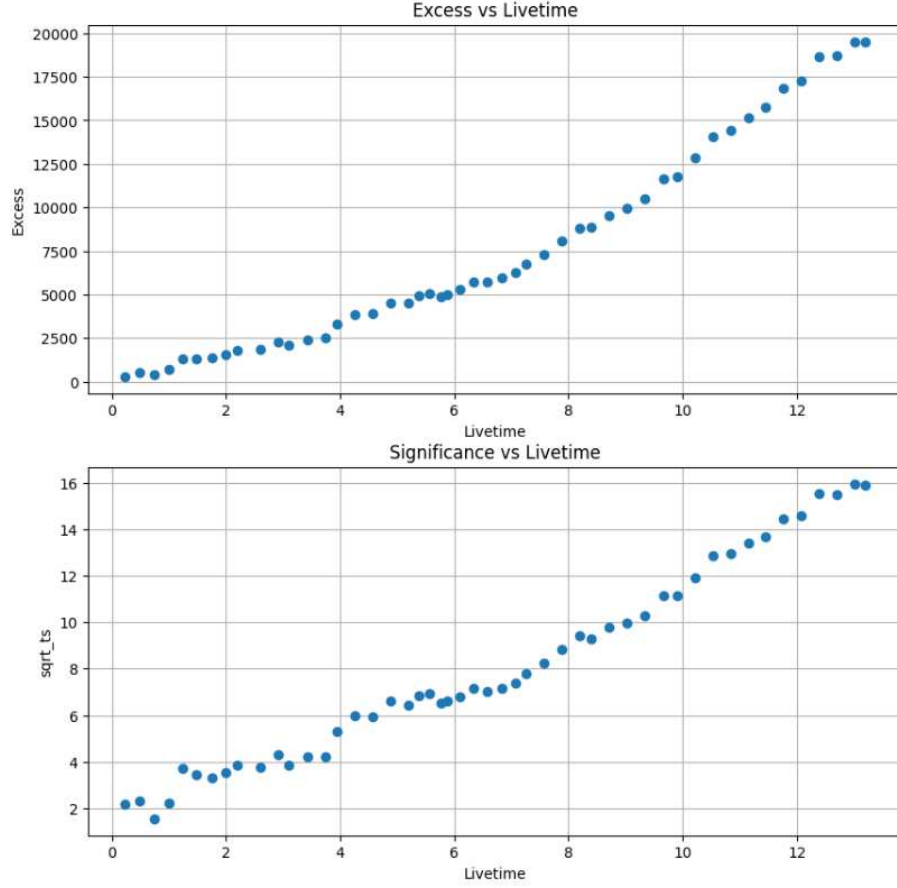 Excess vs Livetime
20000
17500
15000
12500
10000
7500
5000
2500
0
Excess
0 2 4 6 8 10 12
Livetime
Significance vs Livetime
16
14
12
10
8
6
4
2
sqrt_ts
0 2 4 6 8 10 12
Livetime